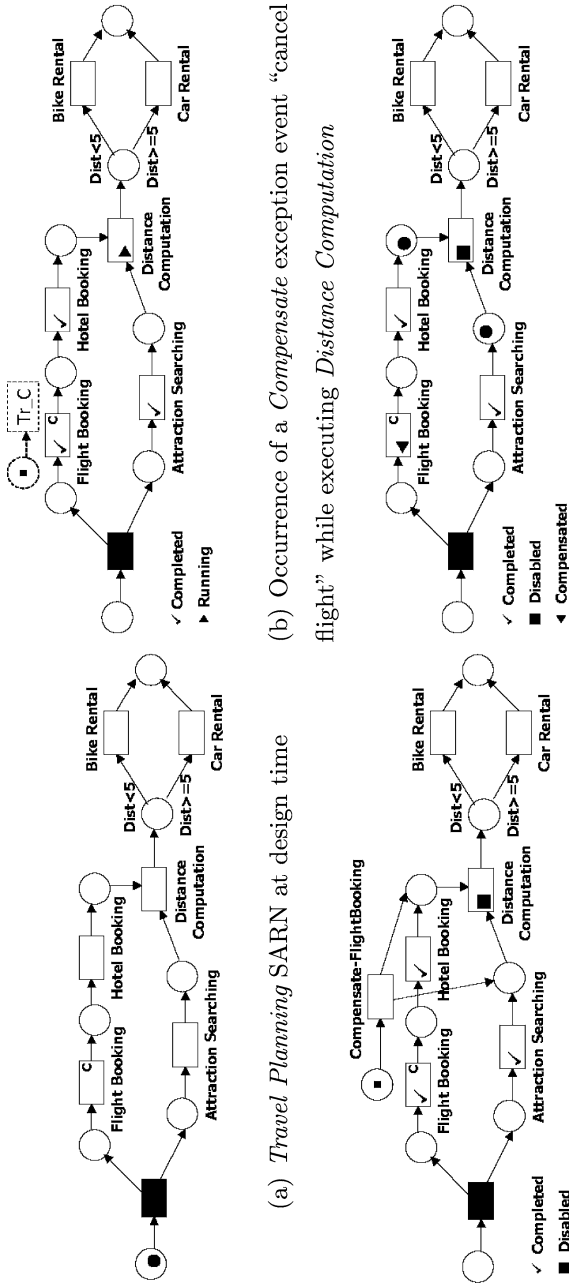 Flight Booking
C
Hotel Booking
Attraction Searching
Distance
Computation
Dist<5
Dist>=5
Bike Rental
Car Rental
(a) Travel Planning SARN at design time
Tr_C
C
Flight Booking
Hotel Booking
Attraction Searching
Distance
Computation
Dist<5
Dist>=5
Bike Rental
Car Rental
✓ Completed
▶ Running
(b) Occurrence of a Compensate exception event “cancel
flight” while executing Distance Computation
Compensate-FlightBooking
C
Flight Booking
Hotel Booking
Attraction Searching
Distance
Computation
Dist<5
Dist>=5
Bike Rental
Car Rental
✓ Completed
■ Disabled
C
Flight Booking
Hotel Booking
Attraction Searching
Distance
Computation
Dist<5
Dist>=5
Bike Rental
Car Rental
✓ Completed
■ Disabled
◀ Compensated